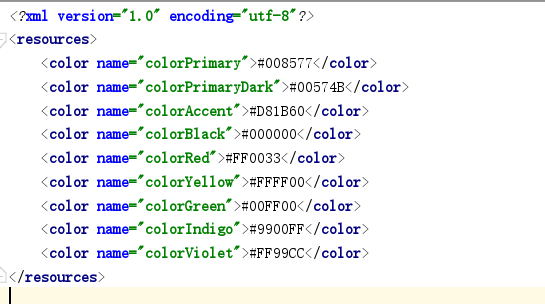 <?xml version="1.0" encoding="utf-8"?>
<resources>
    <color name="colorPrimary">#008577</color>
    <color name="colorPrimaryDark">#00574B</color>
    <color name="colorAccent">#D81B60</color>
    <color name="colorBlack">#000000</color>
    <color name="colorRed">#FF0033</color>
    <color name="colorYellow">#FFFF00</color>
    <color name="colorGreen">#00FF00</color>
    <color name="colorIndigo">#9900FF</color>
    <color name="colorViolet">#FF99CC</color>
</resources>